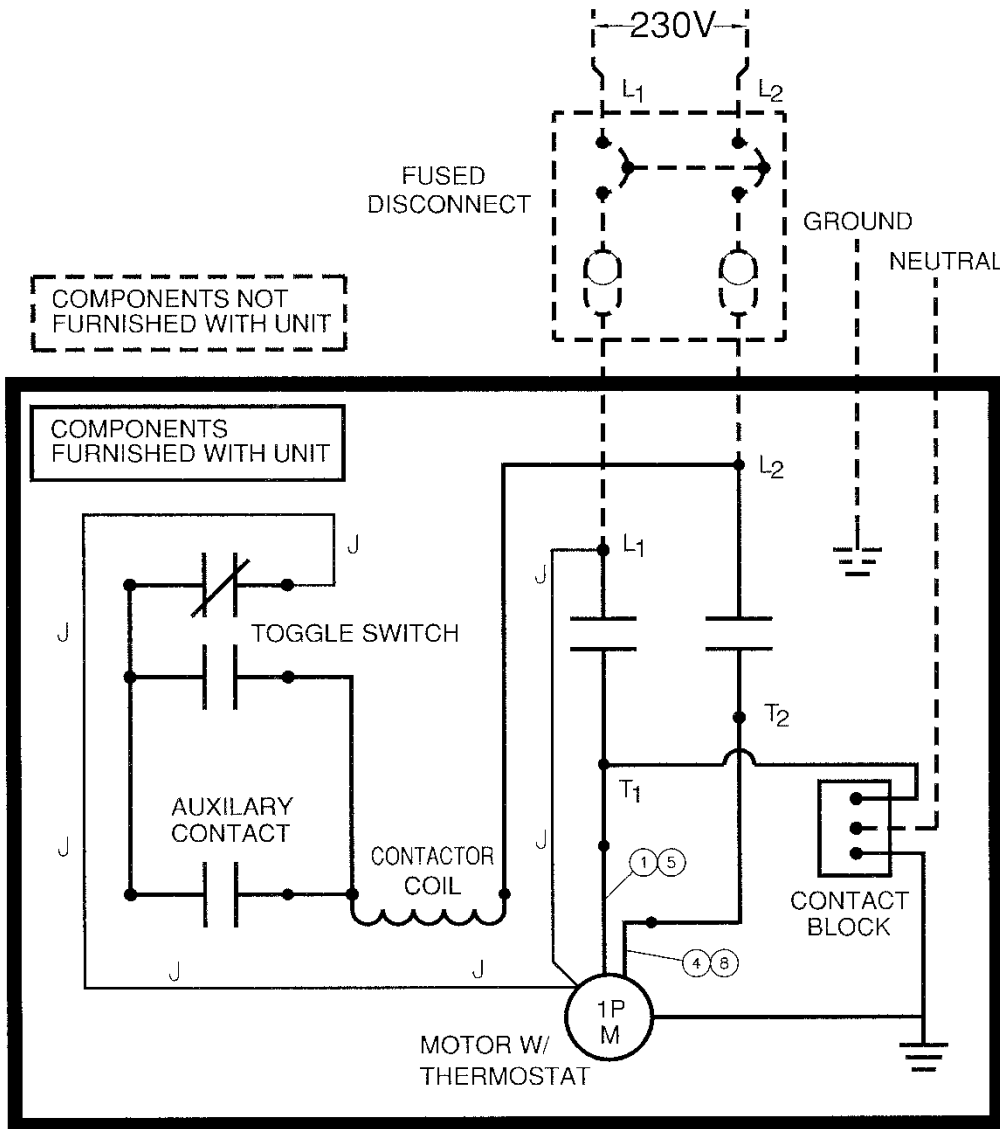 230V
L1
L2
FUSED
DISCONNECT
GROUND
NEUTRAL
COMPONENTS NOT
FURNISHED WITH UNIT
COMPONENTS
FURNISHED WITH UNIT
L2
L1
J
J
TOGGLE SWITCH
J
T2
T1
AUXILARY
CONTACT
J
J
CONTACTOR
COIL
1 5
CONTACT
BLOCK
4 8
J
J
1P
M
MOTOR W/
THERMOSTAT